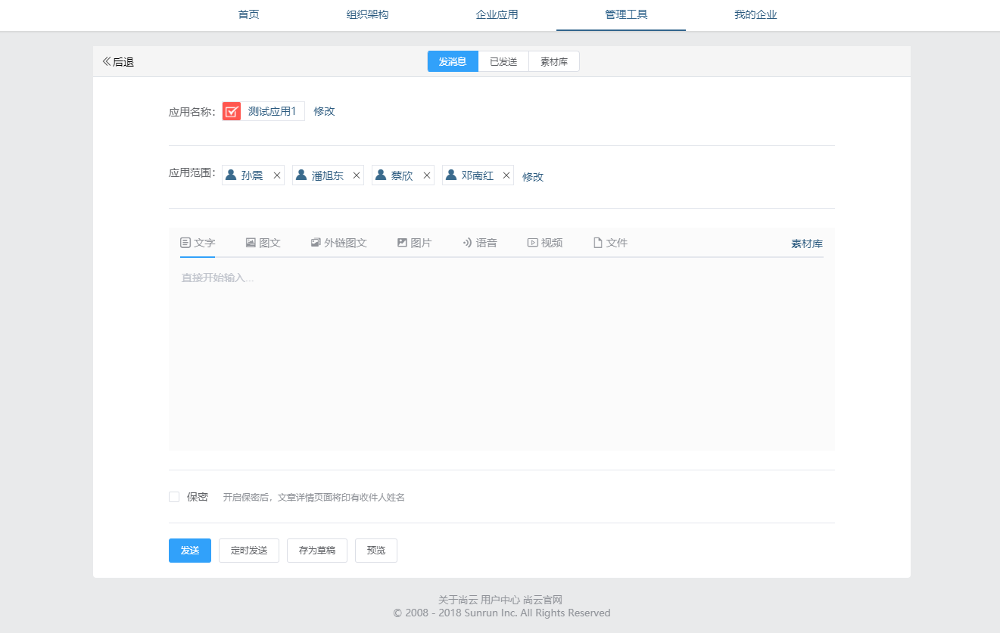 首页 组织架构 企业应用 管理工具 我的企业
后退 发消息 已发送 素材库
应用名称： 测试应用1 修改
应用范围： 孙震 潘旭东 蔡欣 邓南红 修改
文字 图文 外链图文 图片 语音 视频 文件 素材库
直接开始输入...
保密 开启保密后，文章详情页面将印有收件人姓名
发送 定时发送 存为草稿 预览
关于尚云 用户中心 尚云官网
© 2008 - 2018 Sunrun Inc. All Rights Reserved